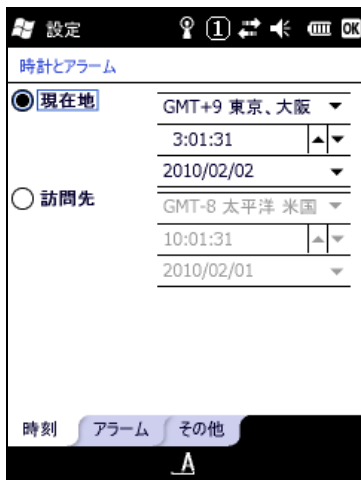 設定 1 OK
時計とアラーム
現在地 GMT+9 東京、大阪
3:01:31
2010/02/02
訪問先 GMT-8 太平洋 米国
10:01:31
2010/02/01
時刻 アラーム その他
A